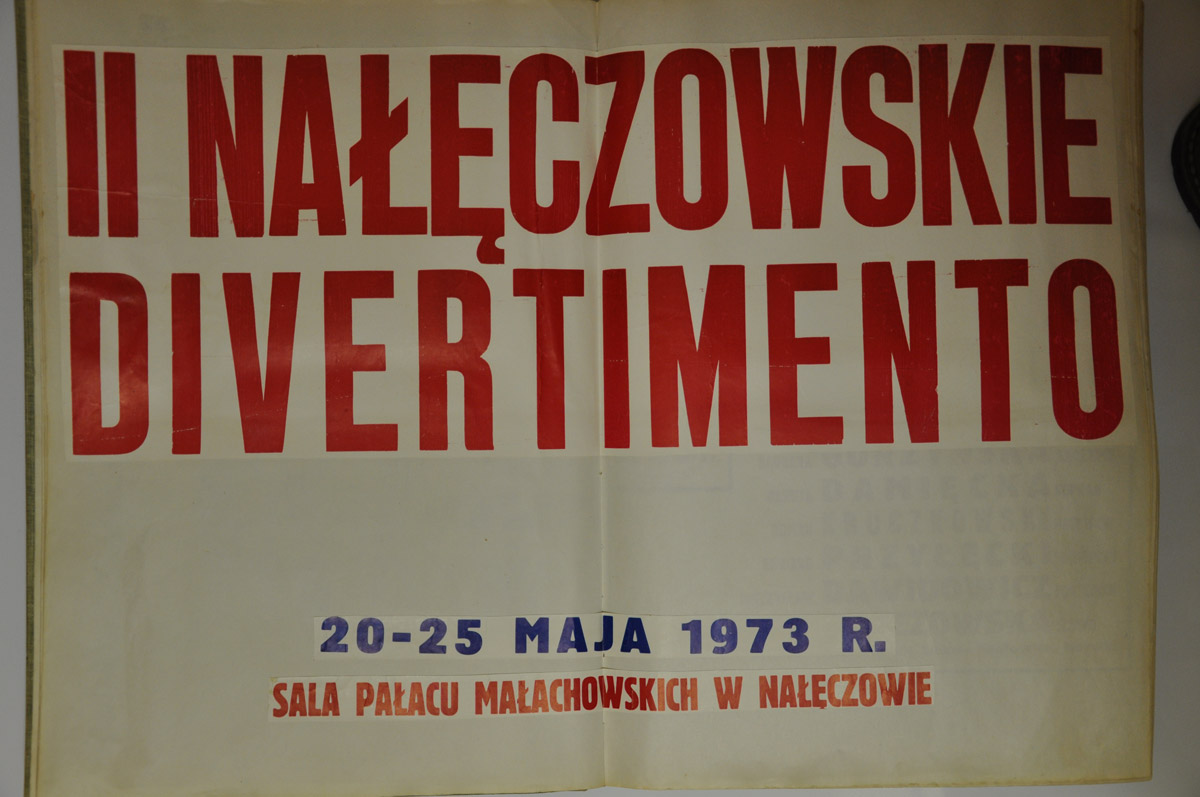 II NAŁĘCZOWSKIE
DIVERTIMENTO
20-25 MAJA 1973 R.
SALA PAŁACU MAŁACHOWSKICH W NAŁĘCZOWIE